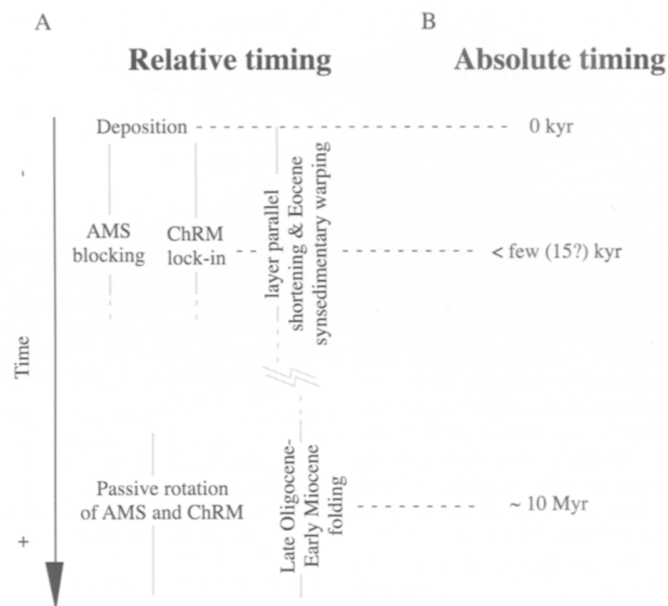 A
B
Relative timing
Absolute timing
Deposition
0 kyr
-
AMS
blocking
ChRM
lock-in
layer parallel
shortening & Eocene
synsedimentary warping
< few (15?) kyr
Time
Passive rotation
of AMS and ChRM
Late Oligocene-
Early Miocene
folding
~ 10 Myr
+